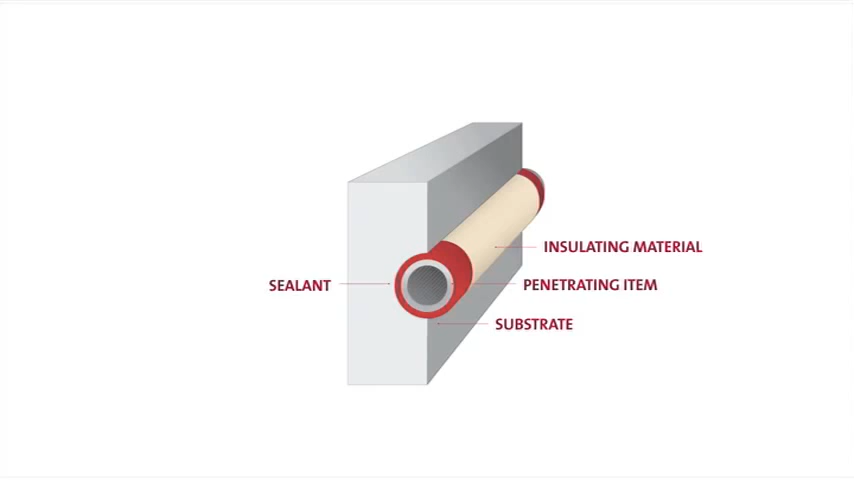 INSULATING MATERIAL
SEALANT
PENETRATING ITEM
SUBSTRATE